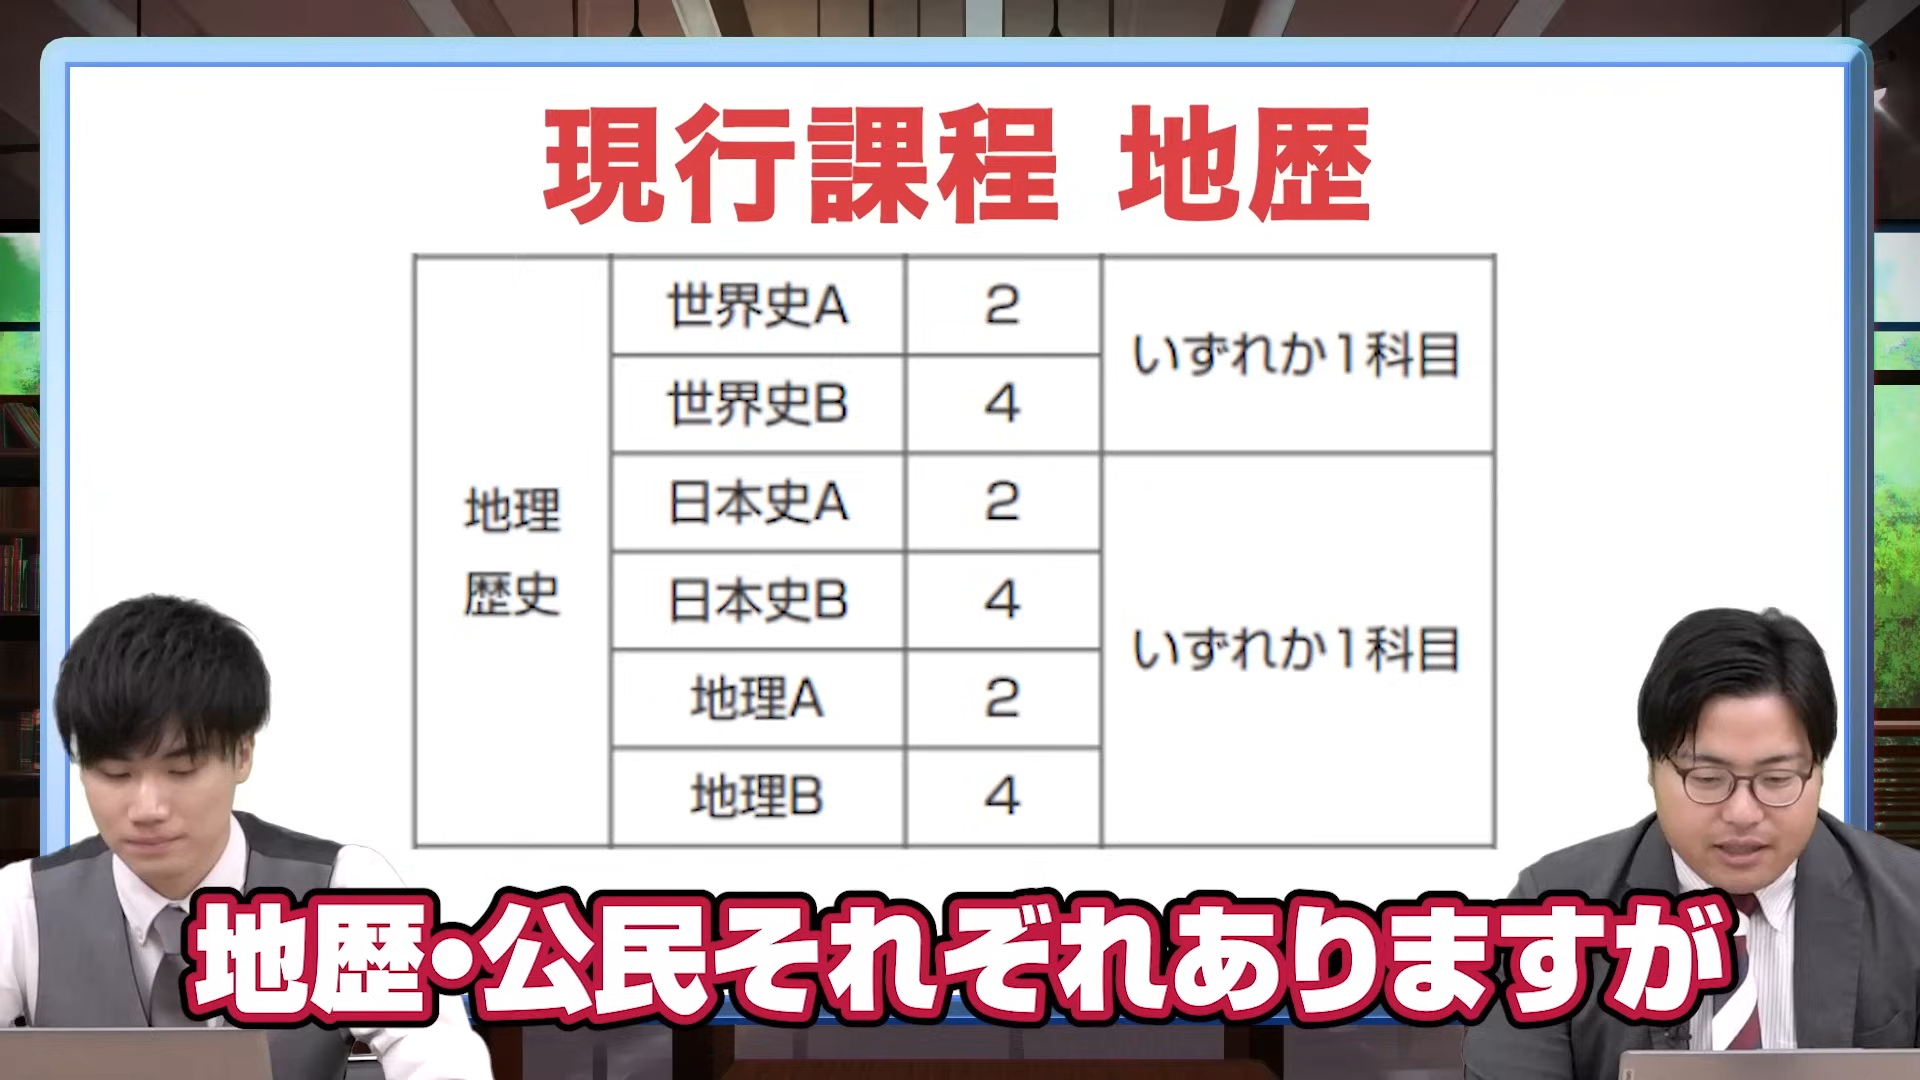 現行課程 地歴
地理
歴史
世界史A 2 いずれか1科目
世界史B 4
日本史A 2 いずれか1科目
日本史B 4
地理A 2
地理B 4
地歴・公民それぞれありますが